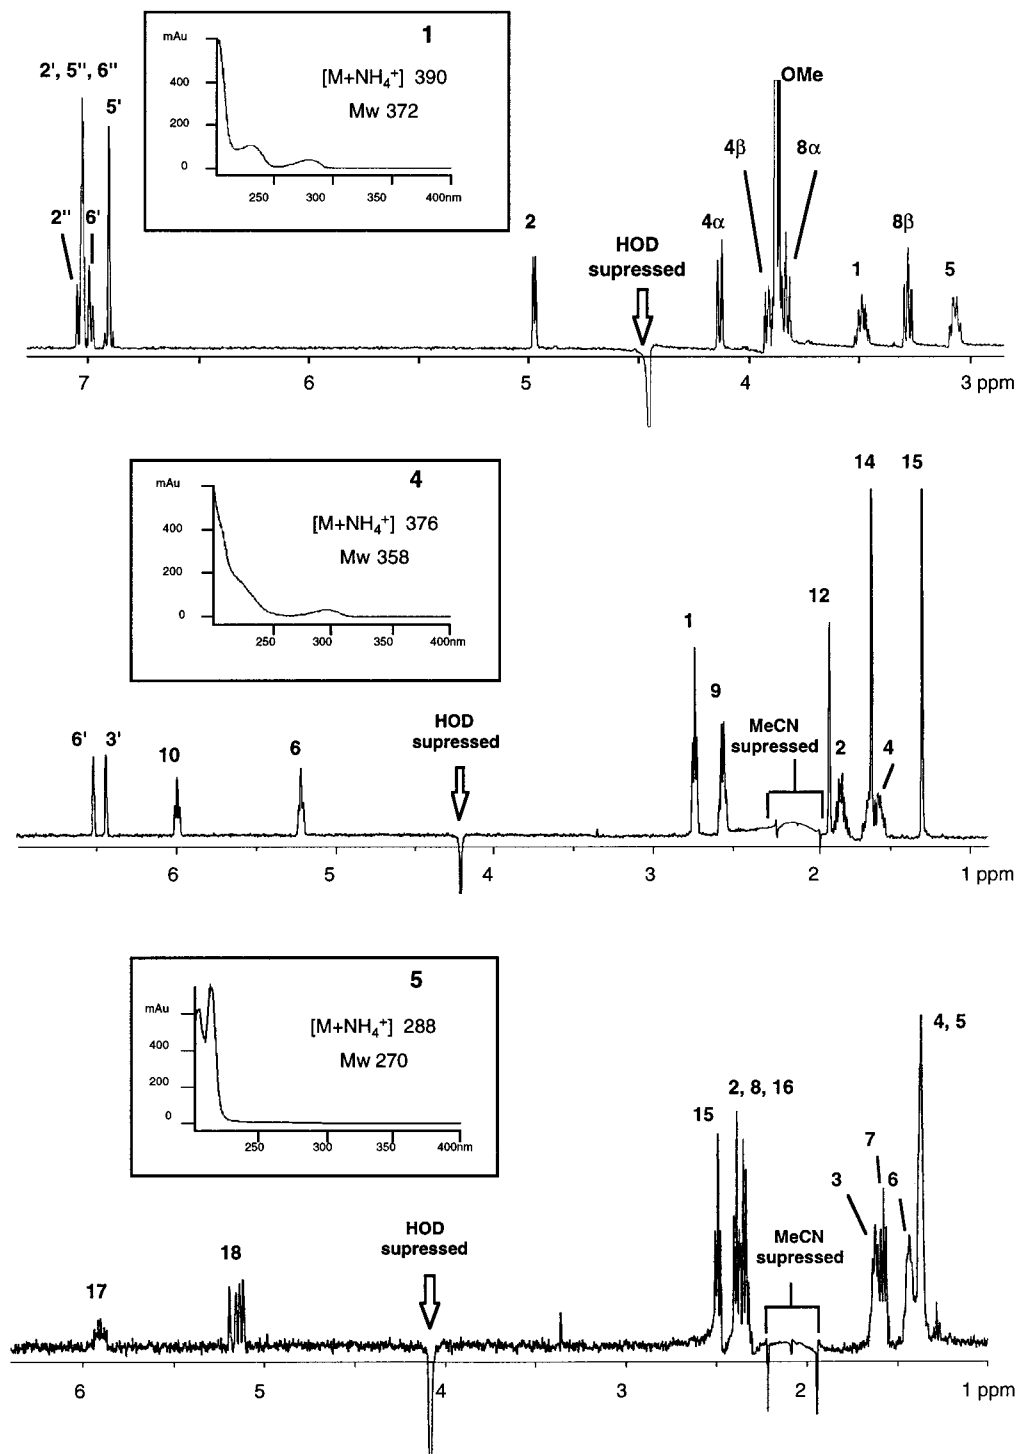 1
mAu
400
200
0
[M+NH4+] 390
Mw 372
250 300 350 400nm
2', 5", 6"
5'
2" 6'
2
HOD
supressed
4α
4β
OMe
8α
1
8β
5
7 6 5 4 3 ppm
4
mAu
400
200
0
[M+NH4+] 376
Mw 358
250 300 350 400nm
6' 3'
10
6
HOD
supressed
1
9
MeCN
supressed
12
2
14
4
15
6 5 4 3 2 1 ppm
5
mAu
400
200
0
[M+NH4+] 288
Mw 270
250 300 350 400nm
17
18
HOD
supressed
15
2, 8, 16
MeCN
supressed
3
7
6
4, 5
6 5 4 3 2 1 ppm